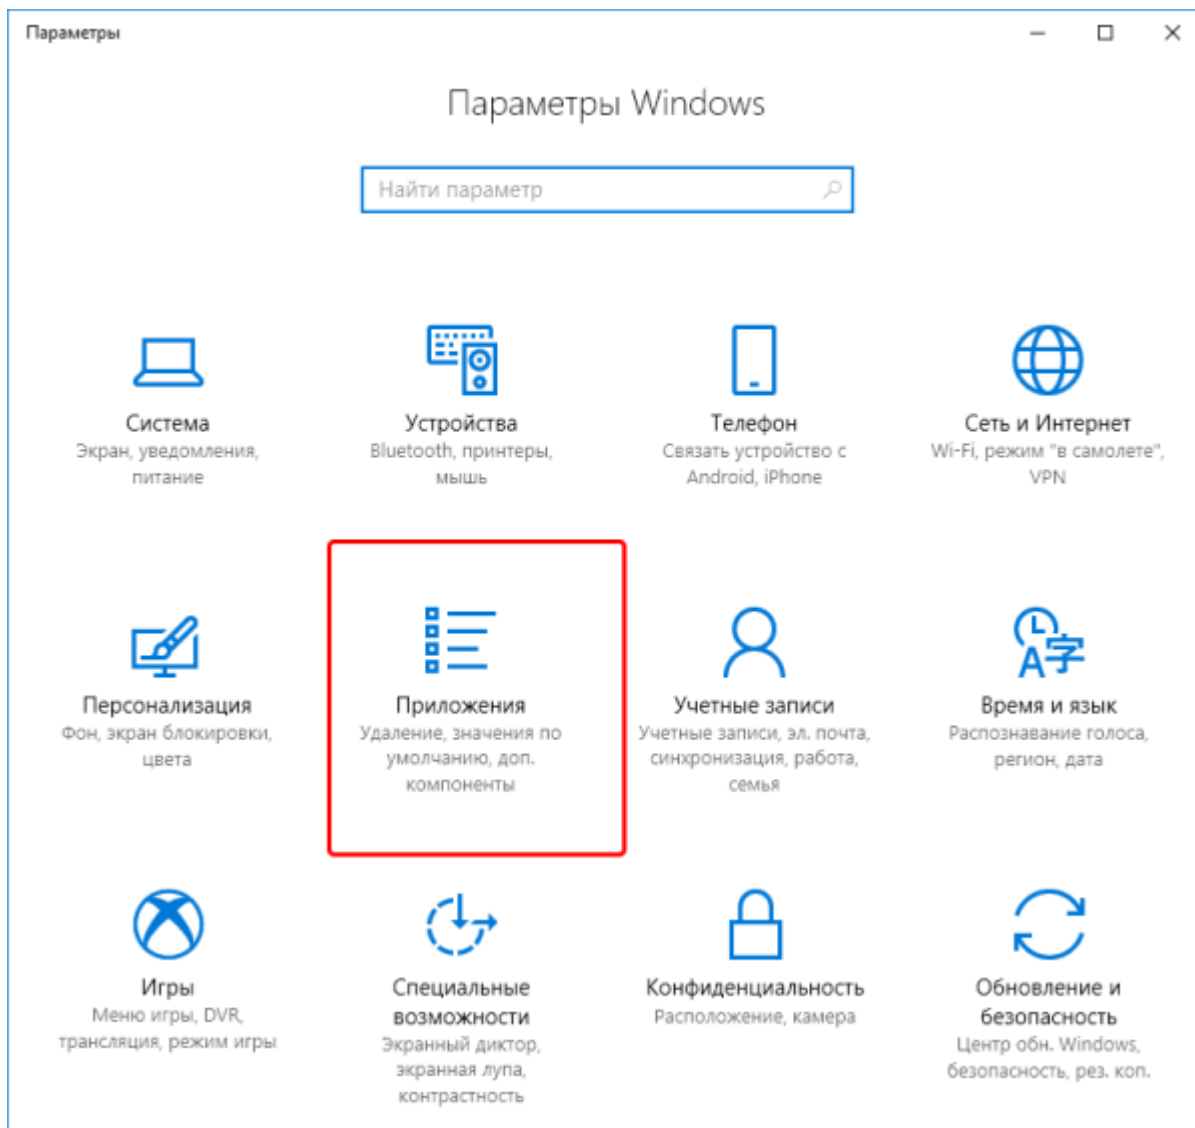 Параметры
Параметры Windows
Найти параметр
Система
Экран, уведомления,
питание
Устройства
Bluetooth, принтеры,
мышь
Телефон
Связать устройство с
Android, iPhone
Сеть и Интернет
Wi-Fi, режим "в самолете",
VPN
Персонализация
Фон, экран блокировки,
цвета
Приложения
Удаление, значения по
умолчанию, доп.
компоненты
Учетные записи
Учетные записи, эл. почта,
синхронизация, работа,
семья
Время и язык
Распознавание голоса,
регион, дата
Игры
Меню игры, DVR,
трансляция, режим игры
Специальные
возможности
Экранный диктор,
экранная лупа,
контрастность
Конфиденциальность
Расположение, камера
Обновление и
безопасность
Центр обн. Windows,
безопасность, рез. коп.